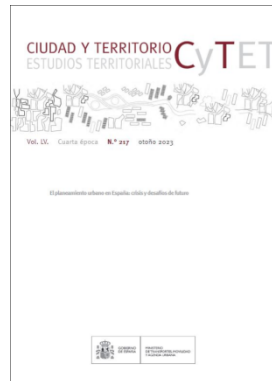 CIUDAD Y TERRITORIO
ESTUDIOS TERRITORIALES
CyTET
Vol. LV. Cuarta época N.º 217 otoño 2023
El planeamiento urbano en España: crisis y desafíos de futuro
GOBIERNO
DE ESPAÑA
MINISTERIO
DE TRANSPORTES, MOVILIDAD
Y AGENDA URBANA